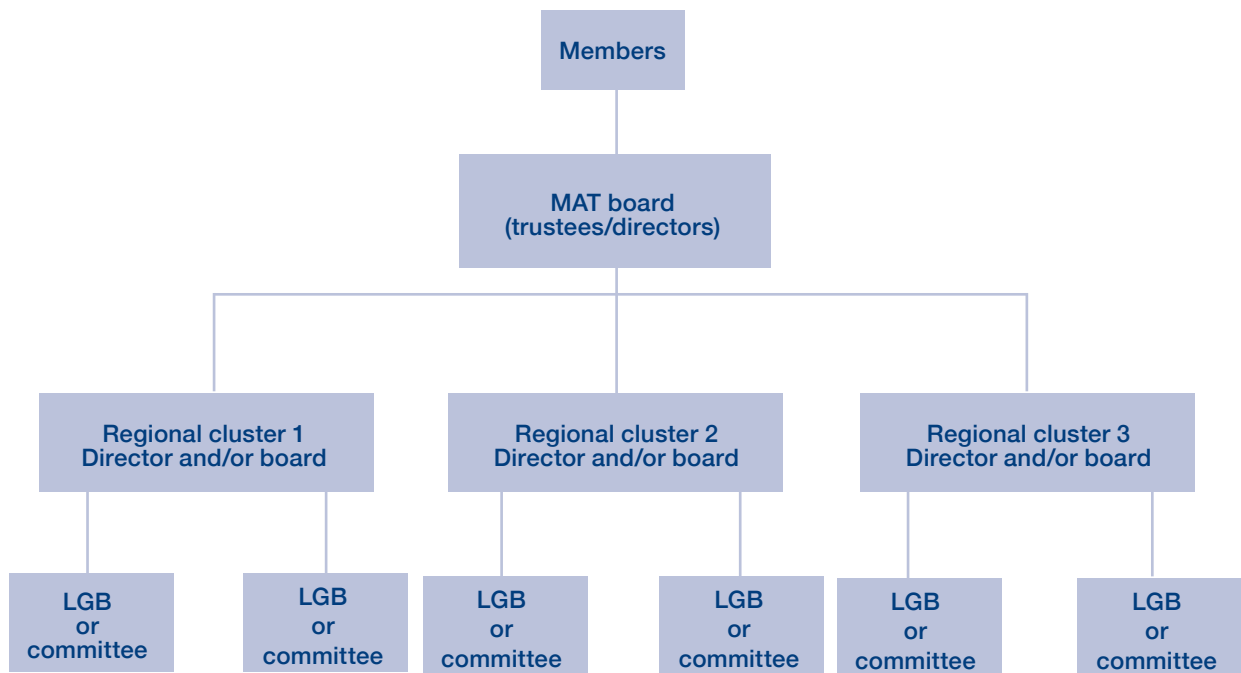 Members
MAT board
(trustees/directors)
Regional cluster 1
Director and/or board
Regional cluster 2
Director and/or board
Regional cluster 3
Director and/or board
LGB
or
committee
LGB
or
committee
LGB
or
committee
LGB
or
committee
LGB
or
committee
LGB
or
committee